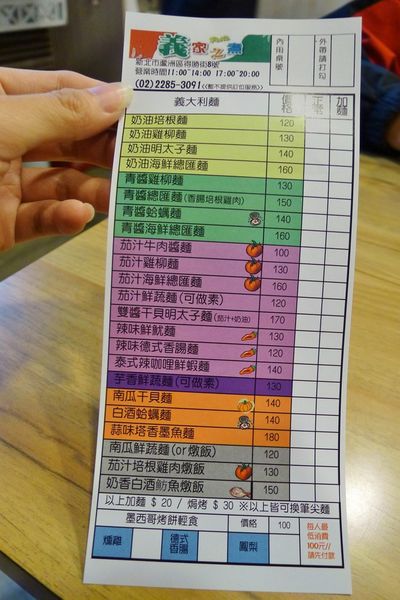 義家煮
Pasta
內用桌號
外帶請打勾
新北市蘆洲區得勝街8號
營業時間11:00~14:00 17:00~20:00
(02)2285-3091
義大利麵 價格 正常 加麵
奶油培根麵 120
奶油雞柳麵 130
奶油明太子麵 140
奶油海鮮總匯麵 160
青醬雞柳麵 130
青醬總匯麵(香腸培根雞肉) 150
青醬蛤蠣麵 140
青醬海鮮總匯麵 160
茄汁牛肉醬麵 100
茄汁雞柳麵 130
茄汁海鮮總匯麵 160
茄汁鮮蔬麵(可做素) 120
雙醬干貝明太子麵(茄汁+奶油) 170
辣味鮮魷麵 130
辣味德式香腸麵 120
泰式辣咖哩鮮蝦麵 140
芋香鮮蔬麵(可做素) 130
南瓜干貝麵 140
白酒蛤蠣麵 140
蒜味塔香墨魚麵 180
南瓜鮮蔬麵(or燉飯) 120
茄汁培根雞肉燉飯 130
奶香白酒魴魚燉飯 150
以上加麵$20/焗烤$30※以上皆可換筆尖麵
墨西哥烤餅輕食 價格 100
燻雞 德式香腸 鳳梨
每人最低消費100元//請先付款